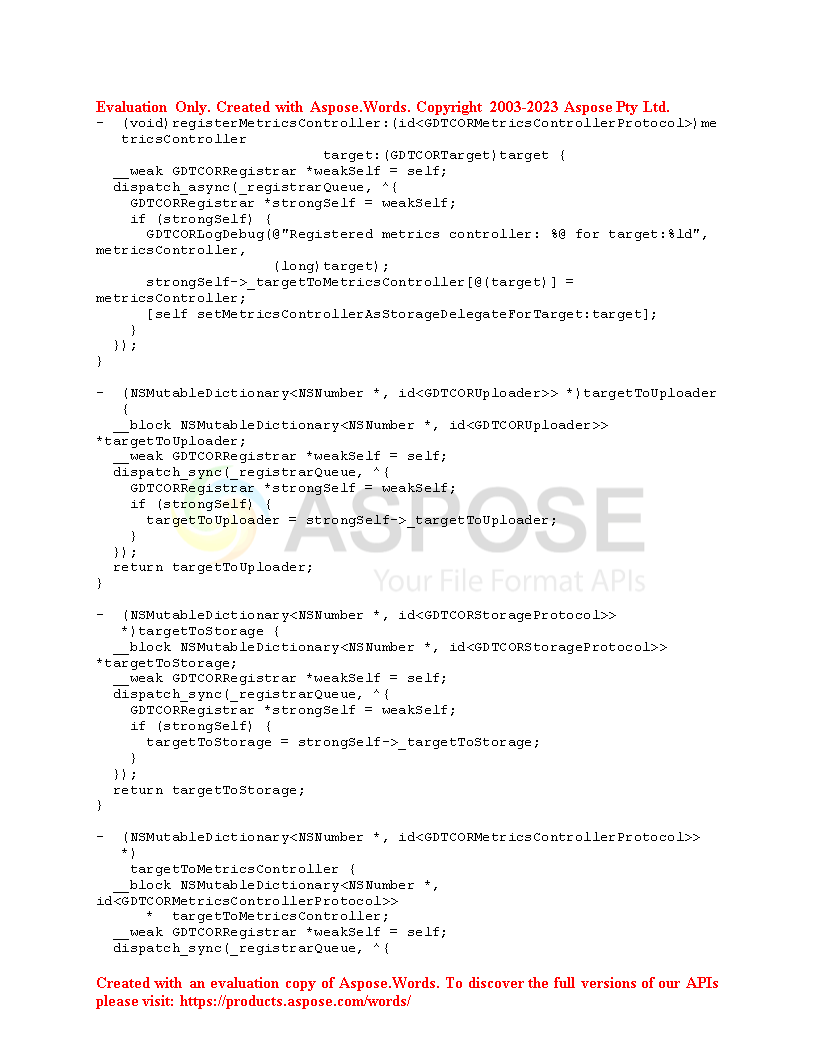 Evaluation Only. Created with Aspose.Words. Copyright 2003-2023 Aspose Pty Ltd.
- (void)registerMetricsController:(id<GDTCORMetricsControllerProtocol>)me
tricsController
target:(GDTCORTarget)target {
__weak GDTCORRegistrar *weakSelf = self;
dispatch_async(_registrarQueue, ^{
GDTCORRegistrar *strongSelf = weakSelf;
if (strongSelf) {
GDTCORLogDebug(@"Registered metrics controller: %@ for target:%ld",
metricsController,
(long)target);
strongSelf->_targetToMetricsController[@(target)] =
metricsController;
[self setMetricsControllerAsStorageDelegateForTarget:target];
}
});
}
- (NSMutableDictionary<NSNumber *, id<GDTCORUploader>> *)targetToUploader
{
__block NSMutableDictionary<NSNumber *, id<GDTCORUploader>>
*targetToUploader;
__weak GDTCORRegistrar *weakSelf = self;
dispatch_sync(_registrarQueue, ^{
GDTCORRegistrar *strongSelf = weakSelf;
if (strongSelf) {
targetToUploader = strongSelf->_targetToUploader;
}
});
return targetToUploader;
}
ASPOSE
Your File Format APIs
- (NSMutableDictionary<NSNumber *, id<GDTCORStorageProtocol>>
*)targetToStorage {
__block NSMutableDictionary<NSNumber *, id<GDTCORStorageProtocol>>
*targetToStorage;
__weak GDTCORRegistrar *weakSelf = self;
dispatch_sync(_registrarQueue, ^{
GDTCORRegistrar *strongSelf = weakSelf;
if (strongSelf) {
targetToStorage = strongSelf->_targetToStorage;
}
});
return targetToStorage;
}
- (NSMutableDictionary<NSNumber *, id<GDTCORMetricsControllerProtocol>>
*)
targetToMetricsController {
__block NSMutableDictionary<NSNumber *,
id<GDTCORMetricsControllerProtocol>>
* targetToMetricsController;
__weak GDTCORRegistrar *weakSelf = self;
dispatch_sync(_registrarQueue, ^{
Created with an evaluation copy of Aspose.Words. To discover the full versions of our APIs
please visit: https://products.aspose.com/words/